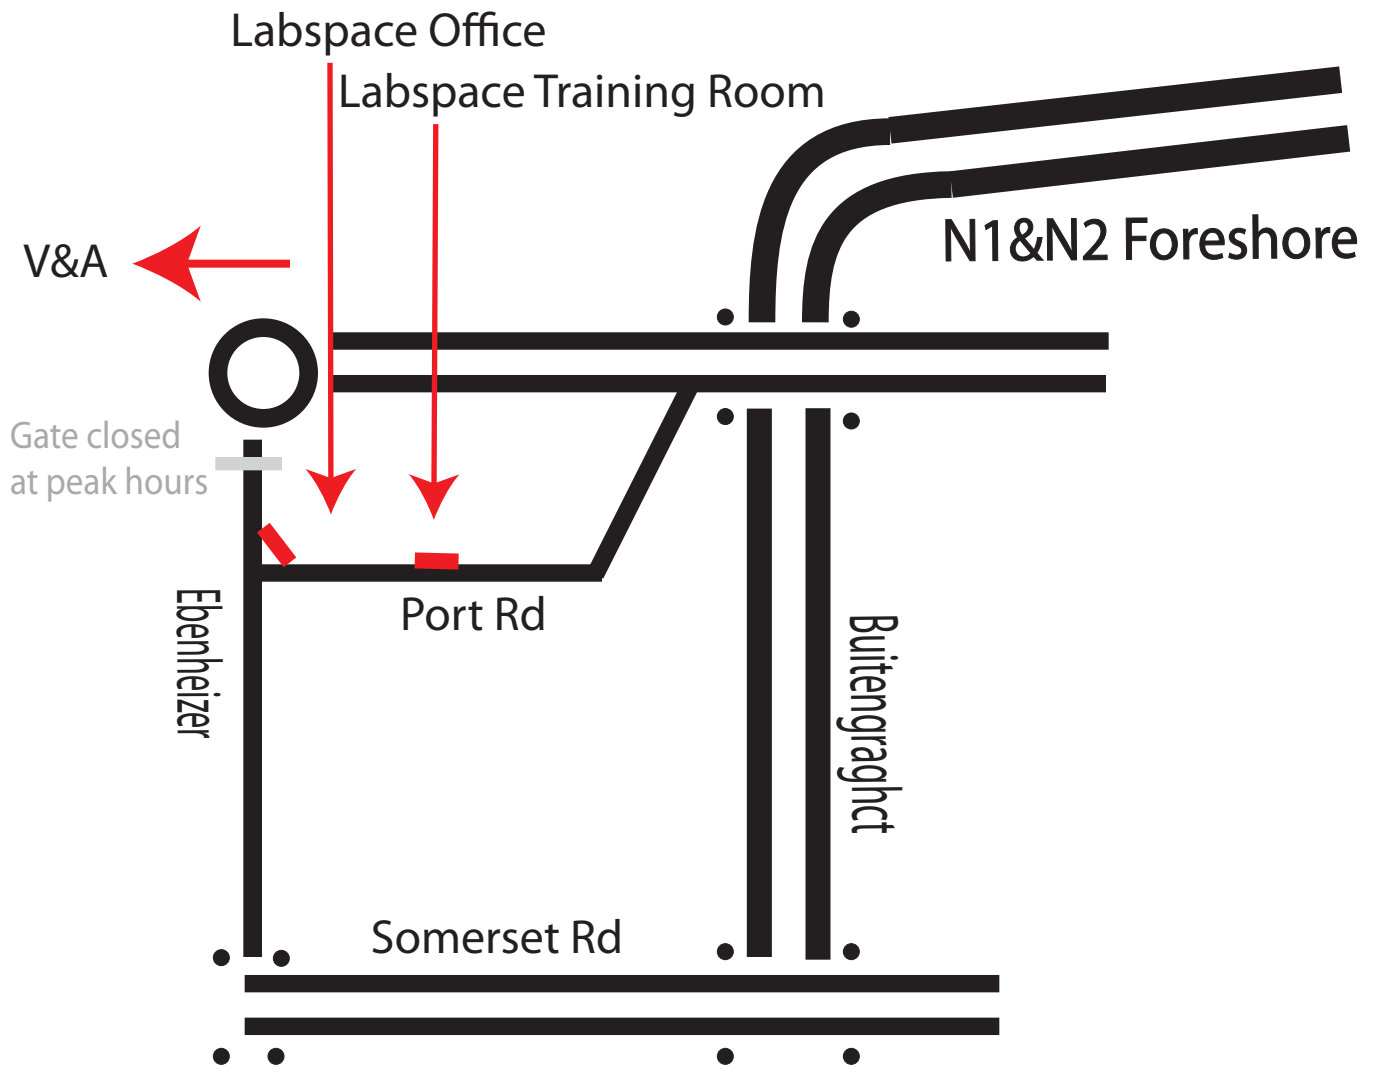 Labspace Office
Labspace Training Room
N1&N2 Foreshore
V&A
Gate closed
at peak hours
Ebenheizer
Port Rd
Buitengraghct
Somerset Rd